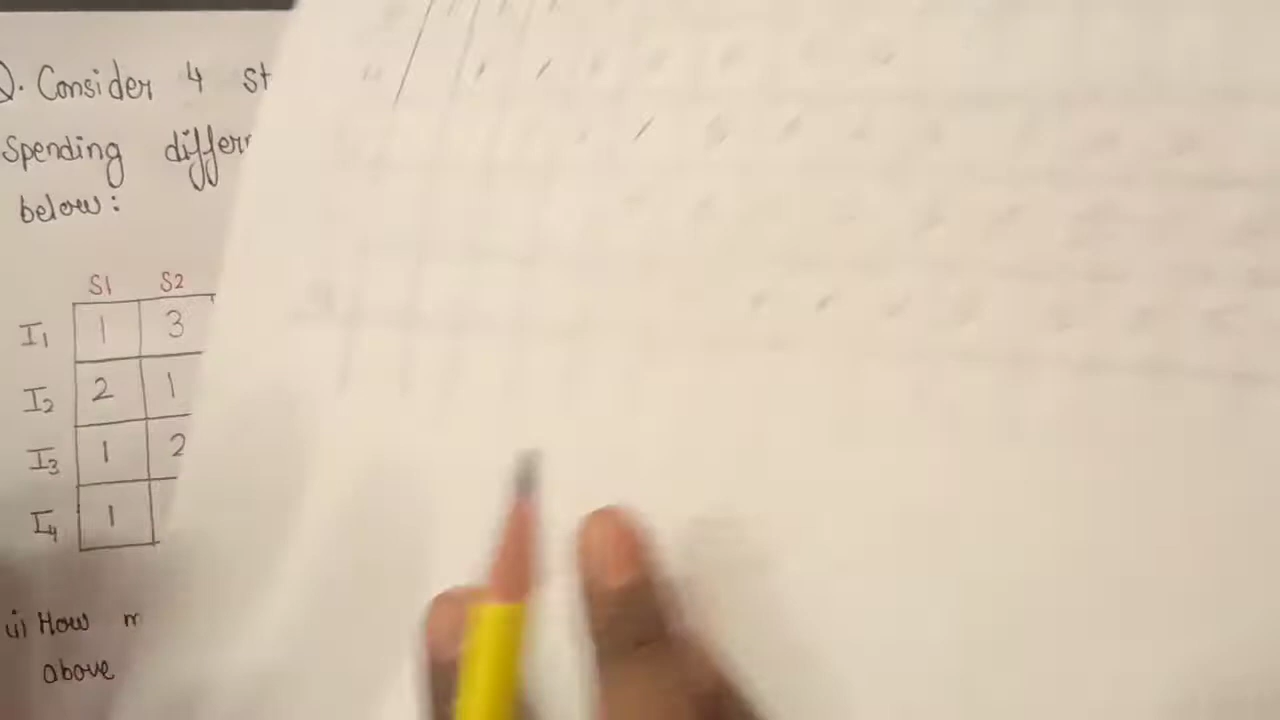 Q. Consider 4 st
Spending differ
below:
S1 S2
I1 1 3
I2 2 1
I3 1 2
I4 1
ii) How m
above